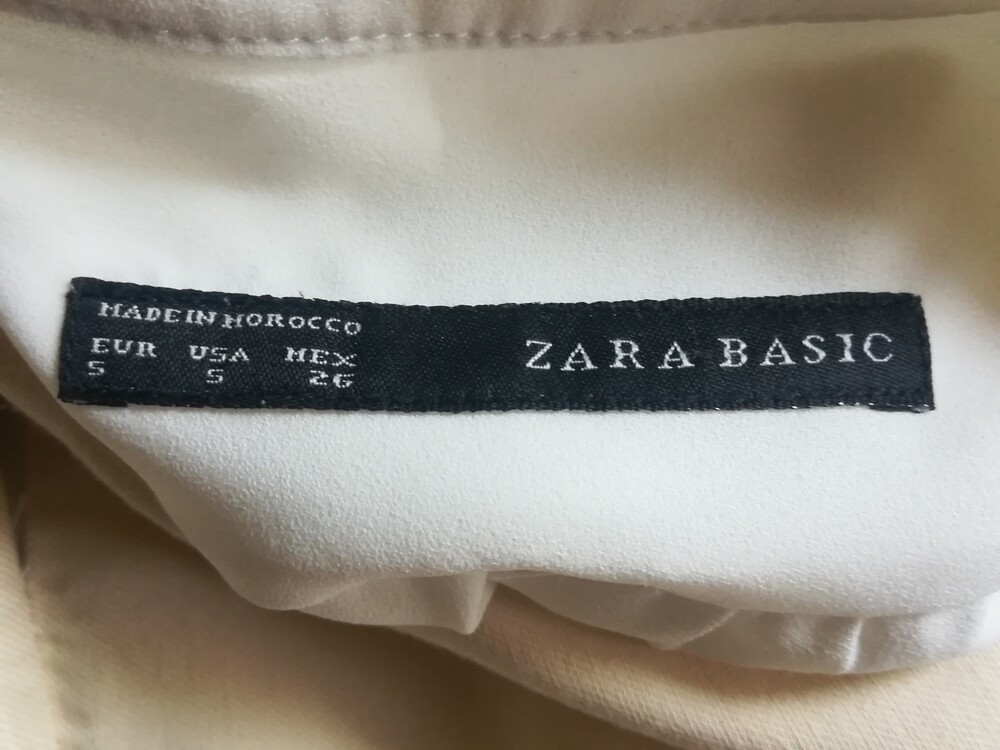 MADE IN MOROCCO
EUR USA MEX
S S 26
ZARA BASIC